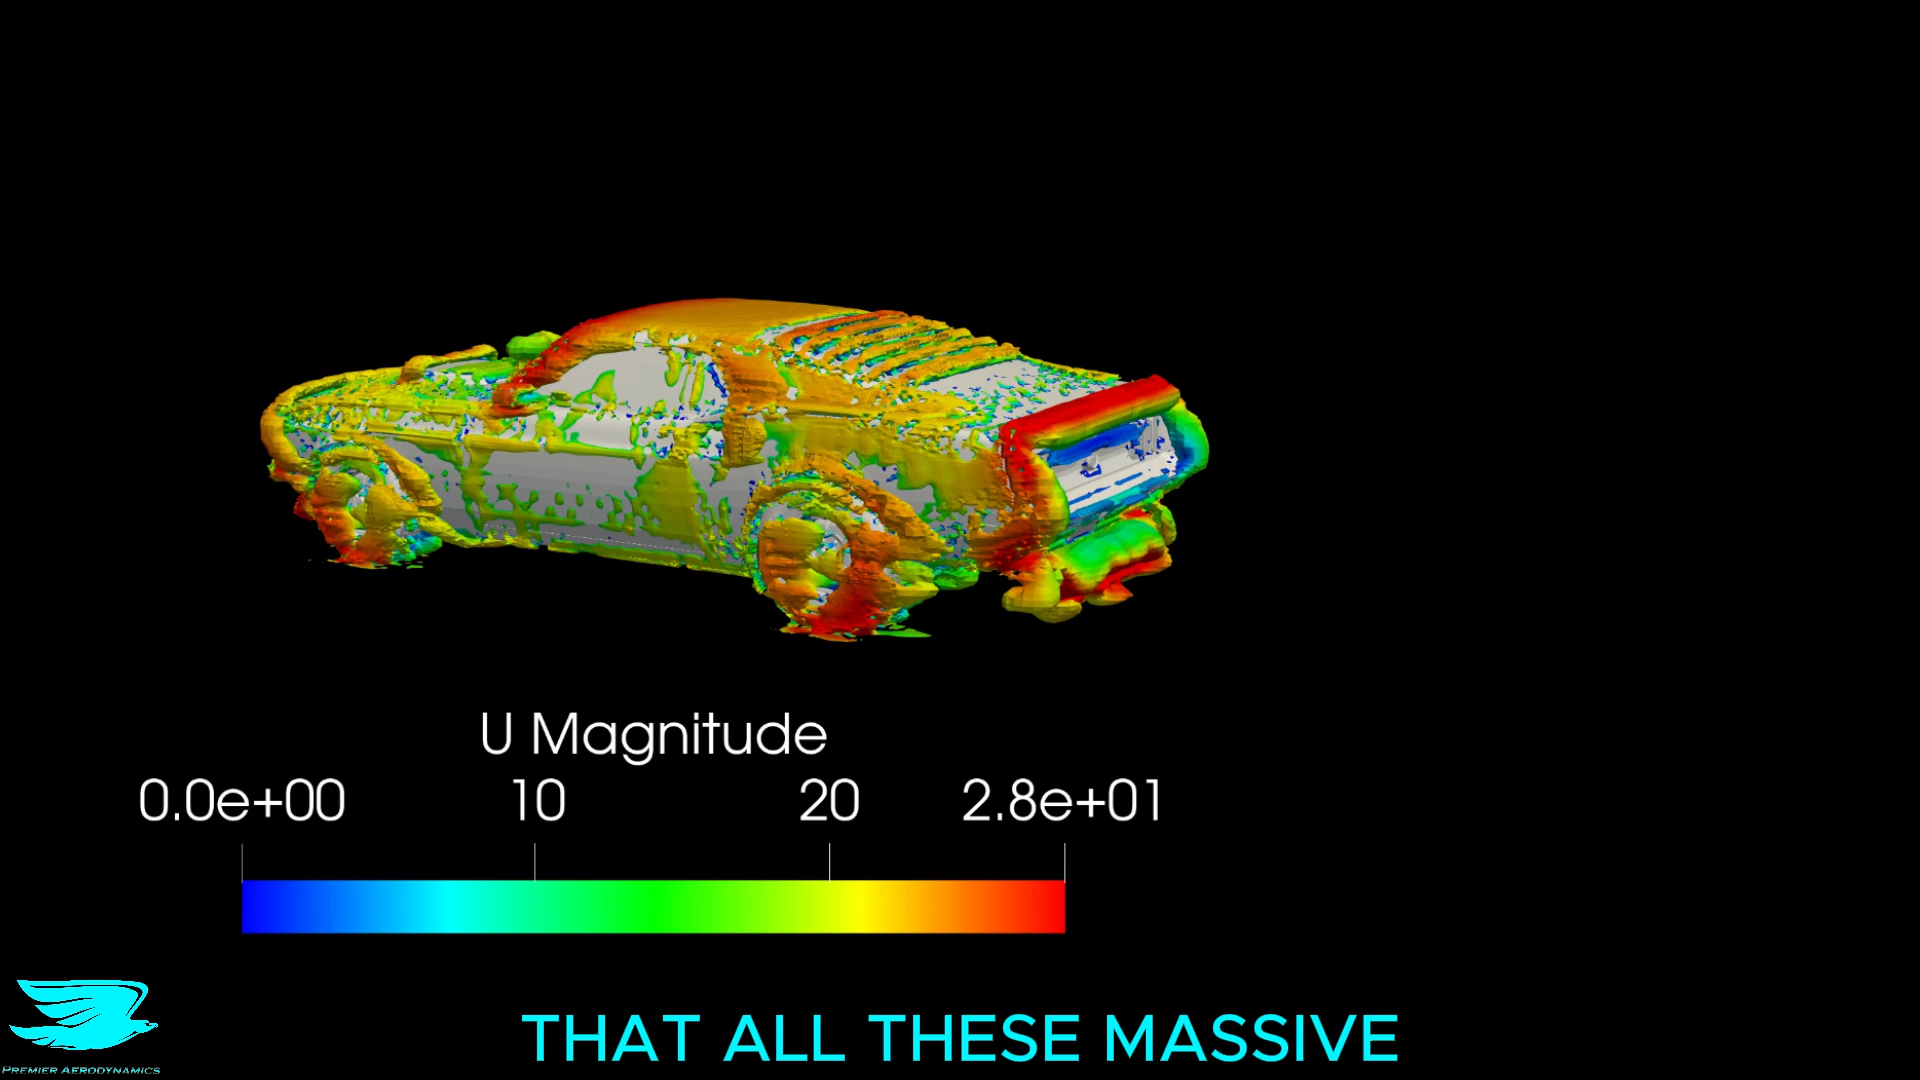 U Magnitude
0.0e+00 10 20 2.8e+01
PREMIER AERODYNAMICS
THAT ALL THESE MASSIVE